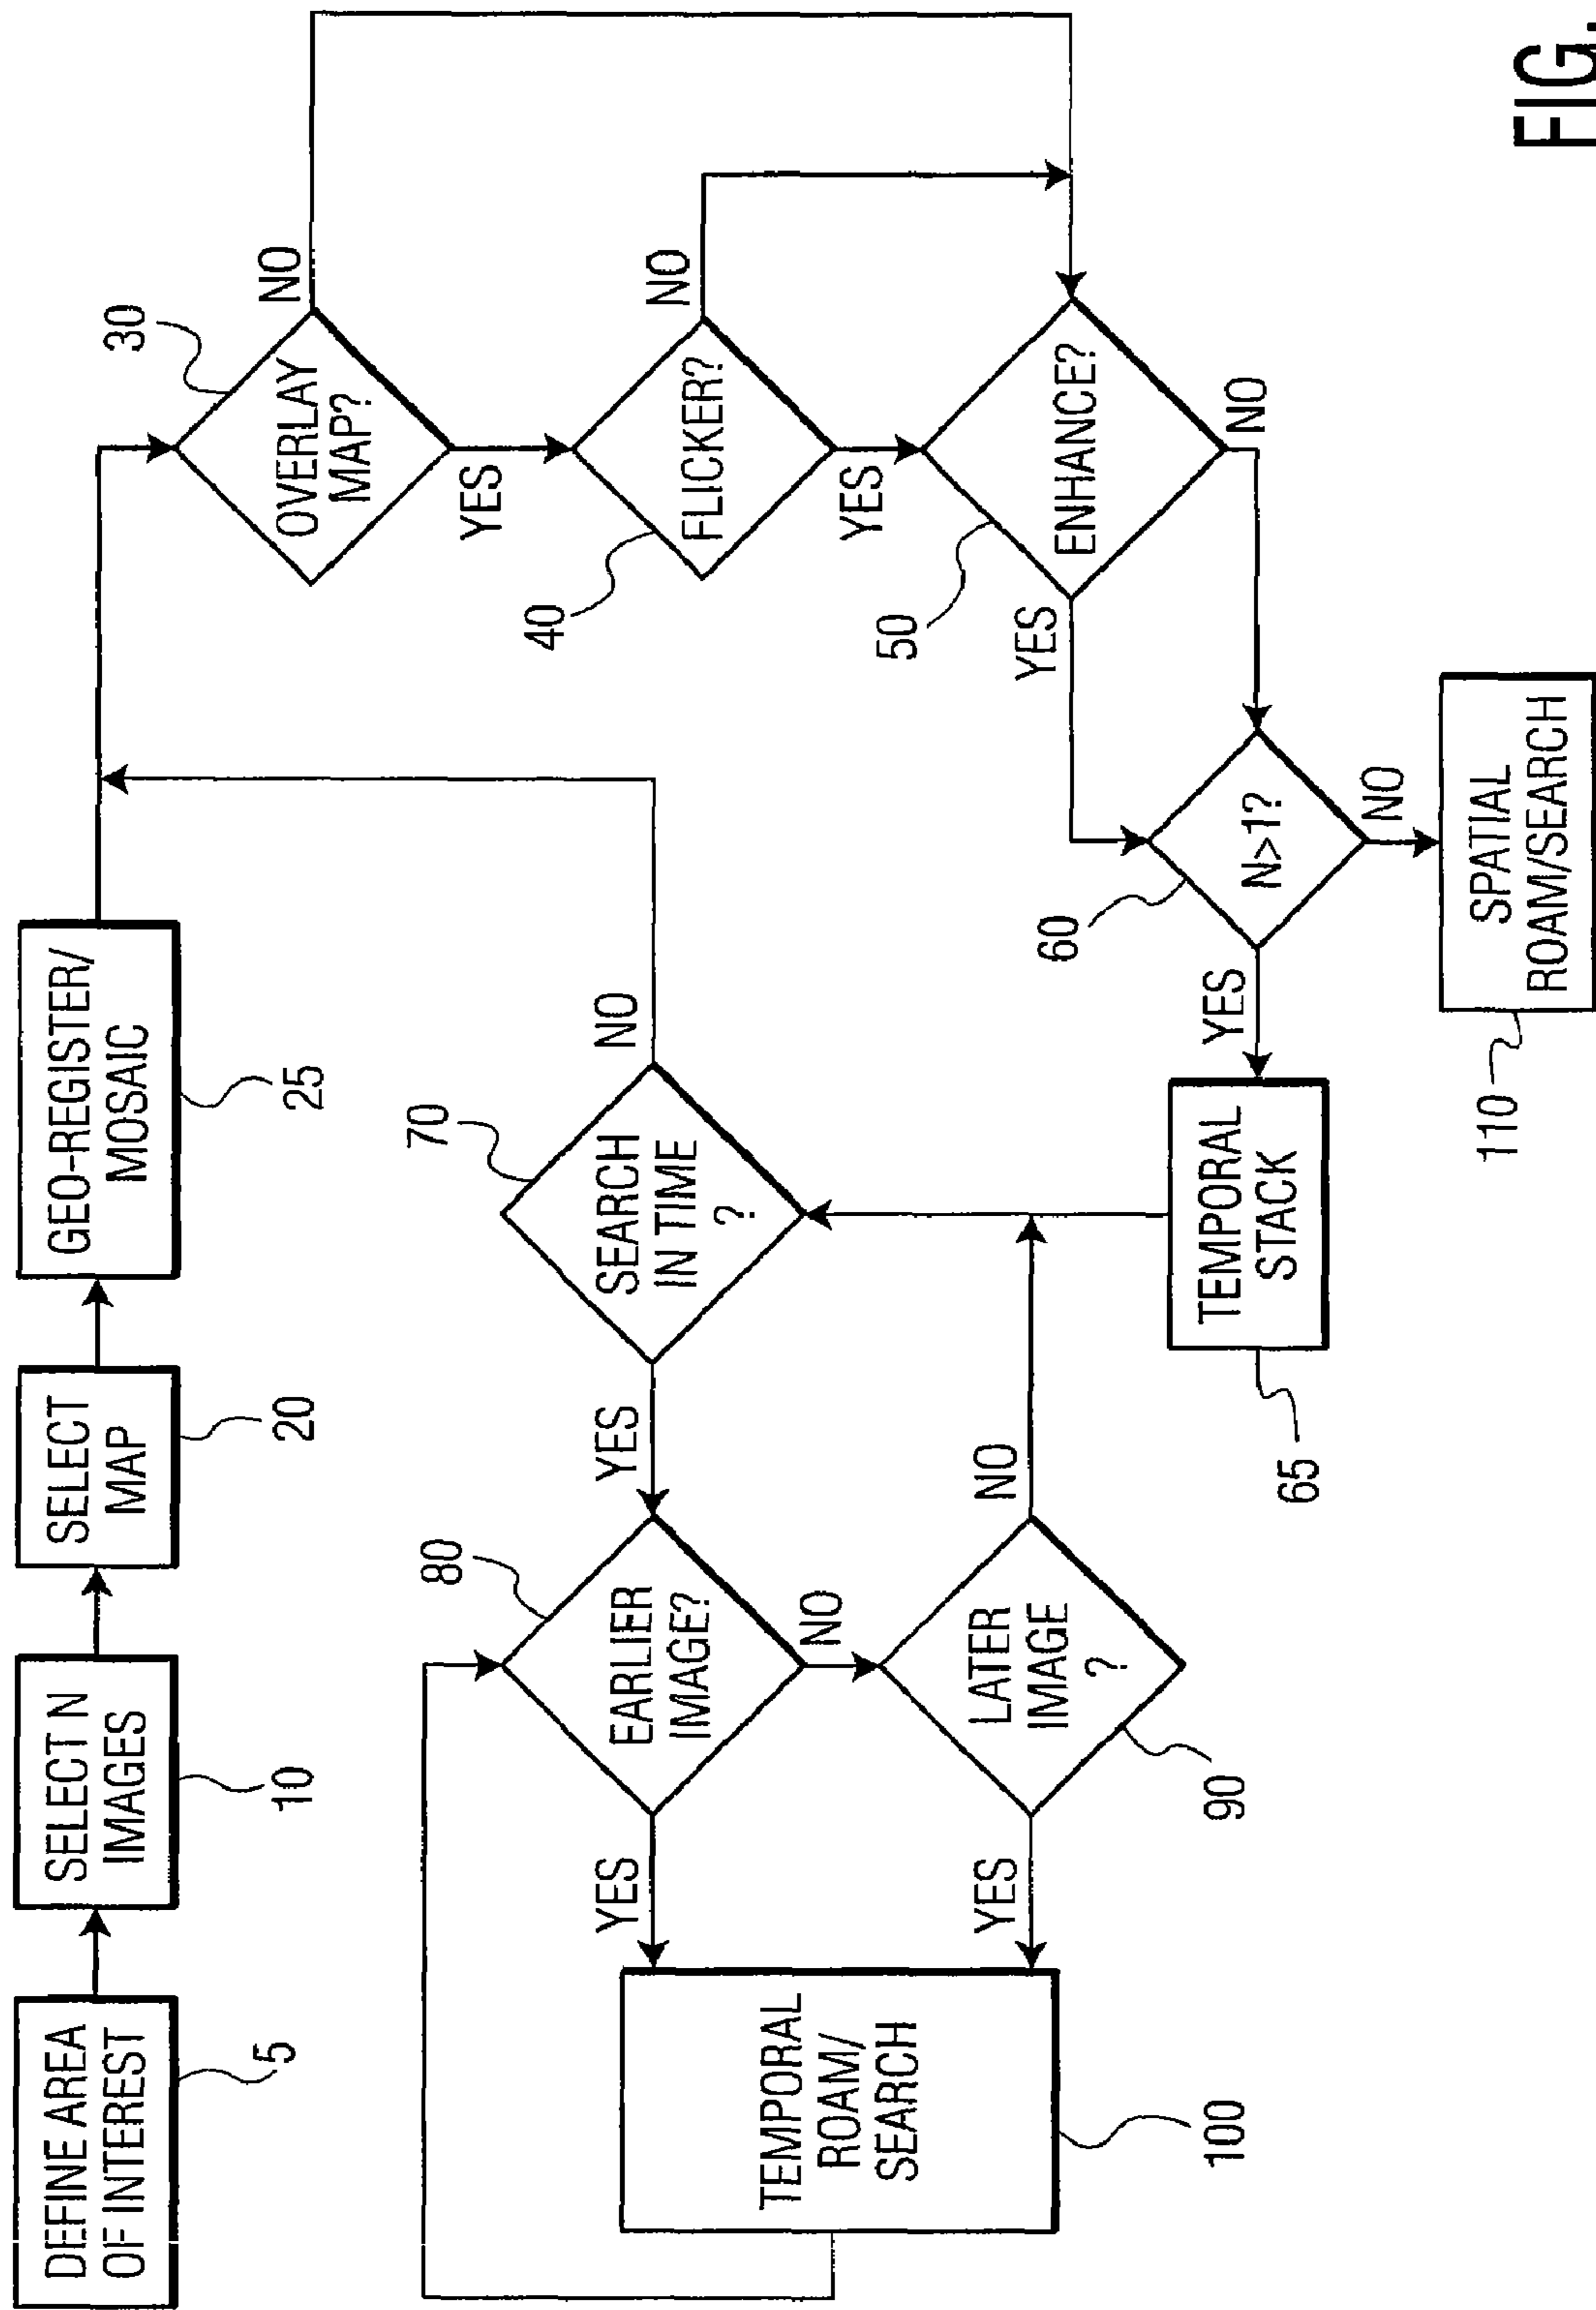 DEFINE AREA
OF INTEREST
5
SELECT N
IMAGES
10
SELECT
MAP
20
GEO-REGISTER/
MOSAIC
25
30
OVERLAY
MAP?
NO
YES
40
FLICKER?
NO
YES
50
ENHANCE?
YES
NO
60
N>1?
YES
NO
SPATIAL
ROAM/SEARCH
110
TEMPORAL
STACK
65
70
SEARCH
IN TIME
?
NO
YES
80
EARLIER
IMAGE?
YES
NO
LATER
IMAGE
?
90
NO
YES
TEMPORAL
ROAM/
SEARCH
100
FIG.